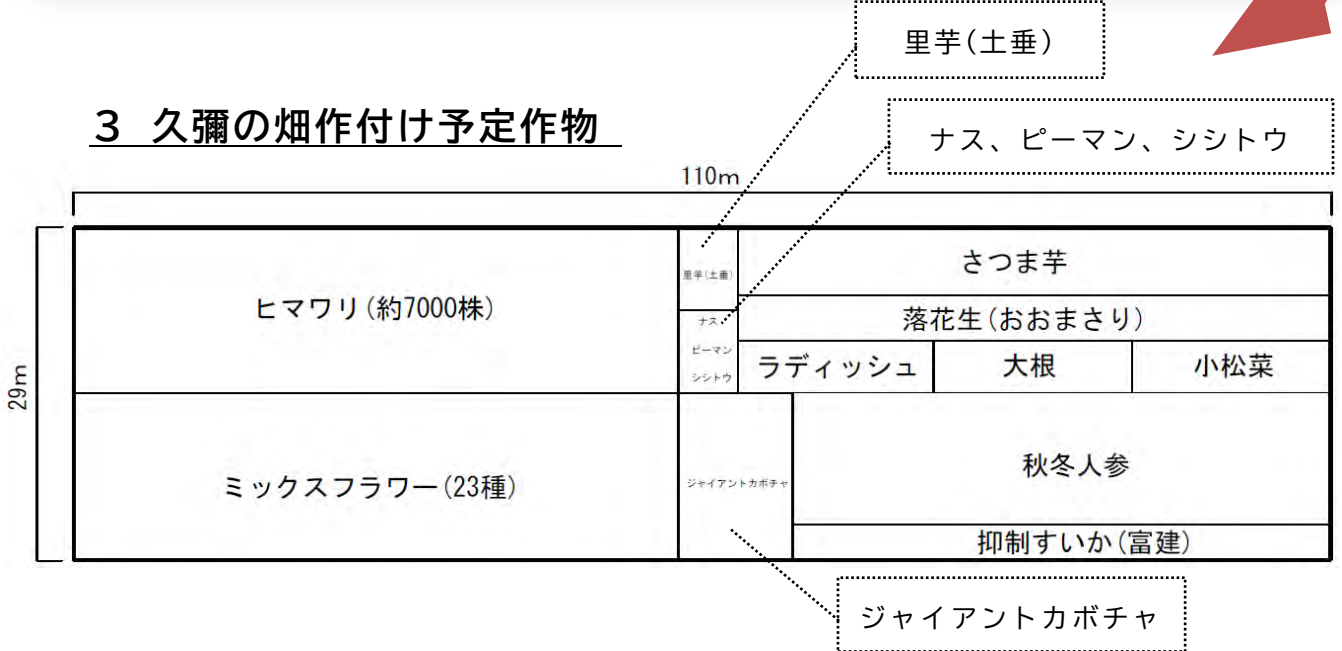 里芋(土垂)
3 久彌の畑作付け予定作物
ナス、ピーマン、シシトウ
110m
29m
ヒマワリ(約7000株)
里芋(土垂)
さつま芋
ナス
ピーマン
シシトウ
落花生(おおまさり)
ラディッシュ
大根
小松菜
ミックスフラワー(23種)
ジャイアントカボチャ
秋冬人参
抑制すいか(富建)
ジャイアントカボチャ